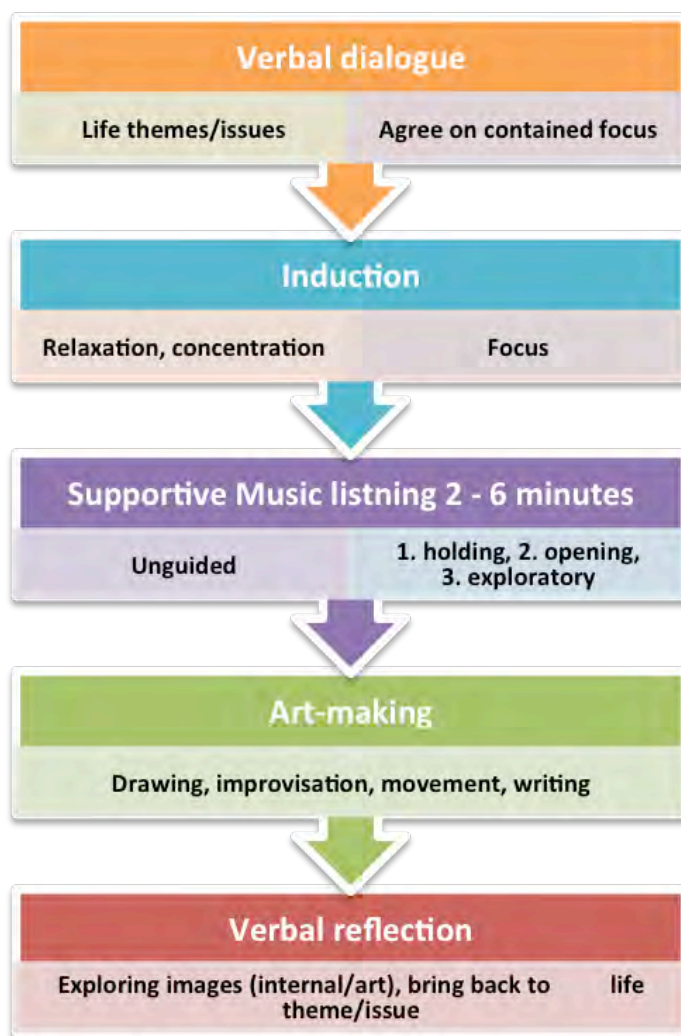 Verbal dialogue
Life themes/issues
Agree on contained focus
Induction
Relaxation, concentration
Focus
Supportive Music listning 2 - 6 minutes
Unguided
1. holding, 2. opening,
3. exploratory
Art-making
Drawing, improvisation, movement, writing
Verbal reflection
Exploring images (internal/art), bring back to life
theme/issue